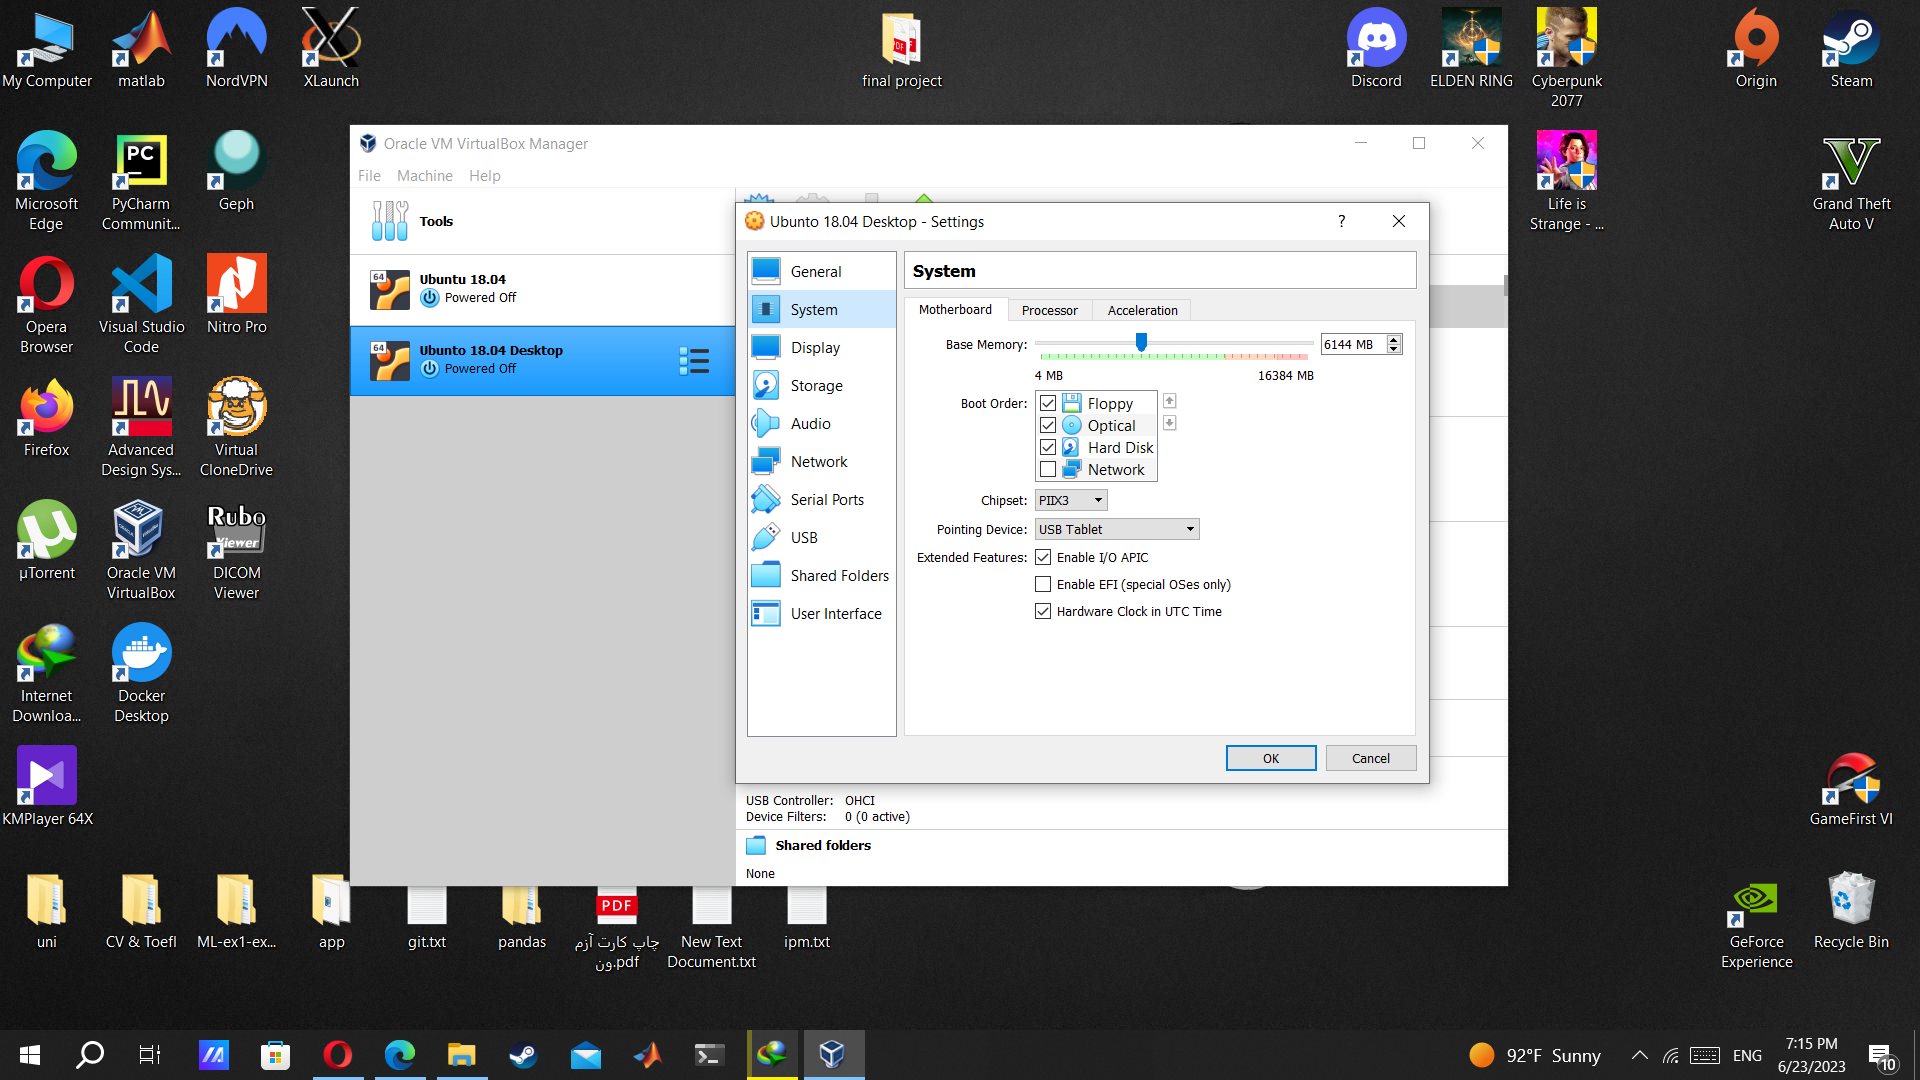 My Computer
matlab
NordVPN
XLaunch
final project
Discord
ELDEN RING
Cyberpunk
2077
Origin
Steam
Microsoft
Edge
PC
PyCharm
Communit...
Geph
Life is
Strange - ...
Grand Theft
Auto V
Opera
Browser
Visual Studio
Code
Nitro Pro
Firefox
Advanced
Design Sys...
Virtual
CloneDrive
µTorrent
Oracle VM
VirtualBox
Rubo
Viewer
DICOM
Viewer
Internet
Downloa...
Docker
Desktop
KMPlayer 64X
GameFirst VI
uni
CV & Toefl
ML-ex1-ex...
app
git.txt
pandas
PDF
چاپ کارت آزم
ون.pdf
New Text
Document.txt
ipm.txt
GeForce
Experience
Recycle Bin
Oracle VM VirtualBox Manager
File
Machine
Help
Tools
64
Ubuntu 18.04
Powered Off
64
Ubunto 18.04 Desktop
Powered Off
USB Controller: OHCI
Device Filters: 0 (0 active)
Shared folders
None
Ubunto 18.04 Desktop - Settings
?
General
System
Display
Storage
Audio
Network
Serial Ports
USB
Shared Folders
User Interface
System
Motherboard
Processor
Acceleration
Base Memory:
6144 MB
4 MB
16384 MB
Boot Order:
Floppy
Optical
Hard Disk
Network
Chipset:
PIIX3
Pointing Device:
USB Tablet
Extended Features:
Enable I/O APIC
Enable EFI (special OSes only)
Hardware Clock in UTC Time
OK
Cancel
92°F Sunny
ENG
7:15 PM
6/23/2023
10